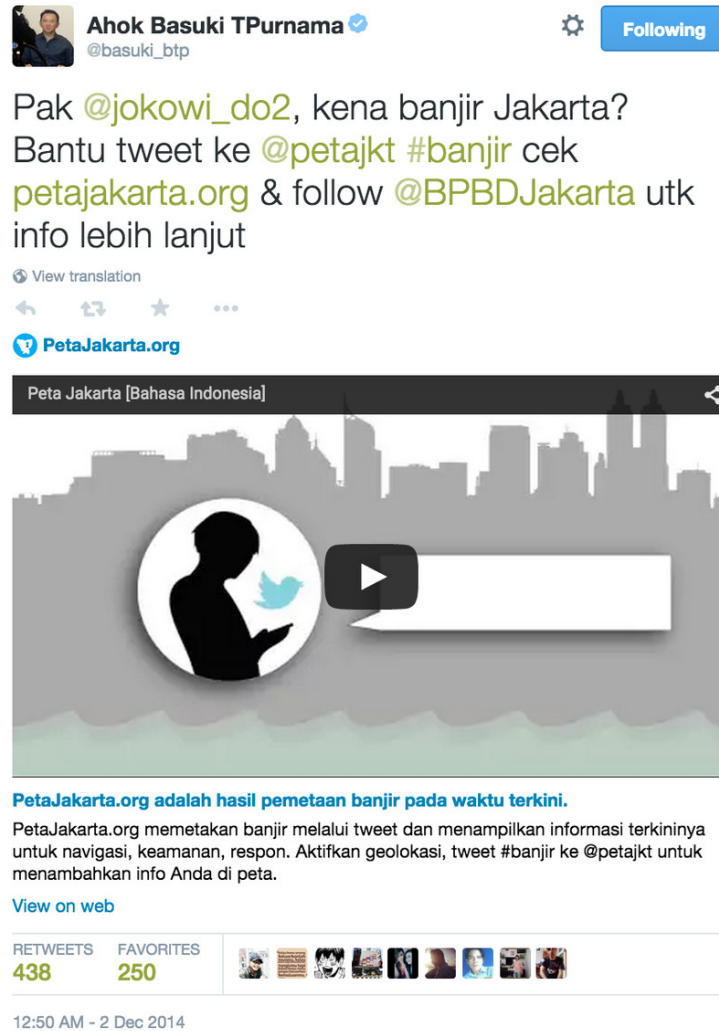 Ahok Basuki TPurnama
@basuki_btp
Following
Pak @jokowi_do2, kena banjir Jakarta?
Bantu tweet ke @petajkt #banjir cek
petajakarta.org & follow @BPBDJakarta utk
info lebih lanjut
View translation
PetaJakarta.org
Peta Jakarta [Bahasa Indonesia]
PetaJakarta.org adalah hasil pemetaan banjir pada waktu terkini.
PetaJakarta.org memetakan banjir melalui tweet dan menampilkan informasi terkininya
untuk navigasi, keamanan, respon. Aktifkan geolokasi, tweet #banjir ke @petajkt untuk
menambahkan info Anda di peta.
View on web
RETWEETS FAVORITES
438 250
12:50 AM - 2 Dec 2014